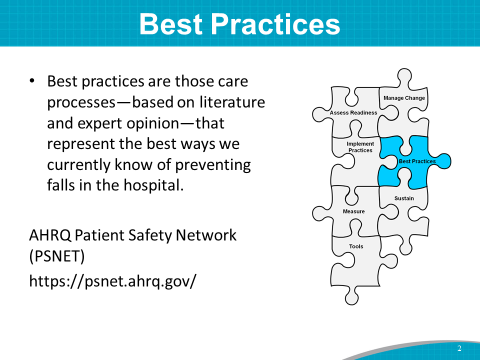 Best Practices
• Best practices are those care
processes—based on literature
and expert opinion—that
represent the best ways we
currently know of preventing
falls in the hospital.
AHRQ Patient Safety Network
(PSNET)
https://psnet.ahrq.gov/
Manage Change
Assess Readiness
Implement
Practices
Best Practices
Sustain
Measure
Tools
2